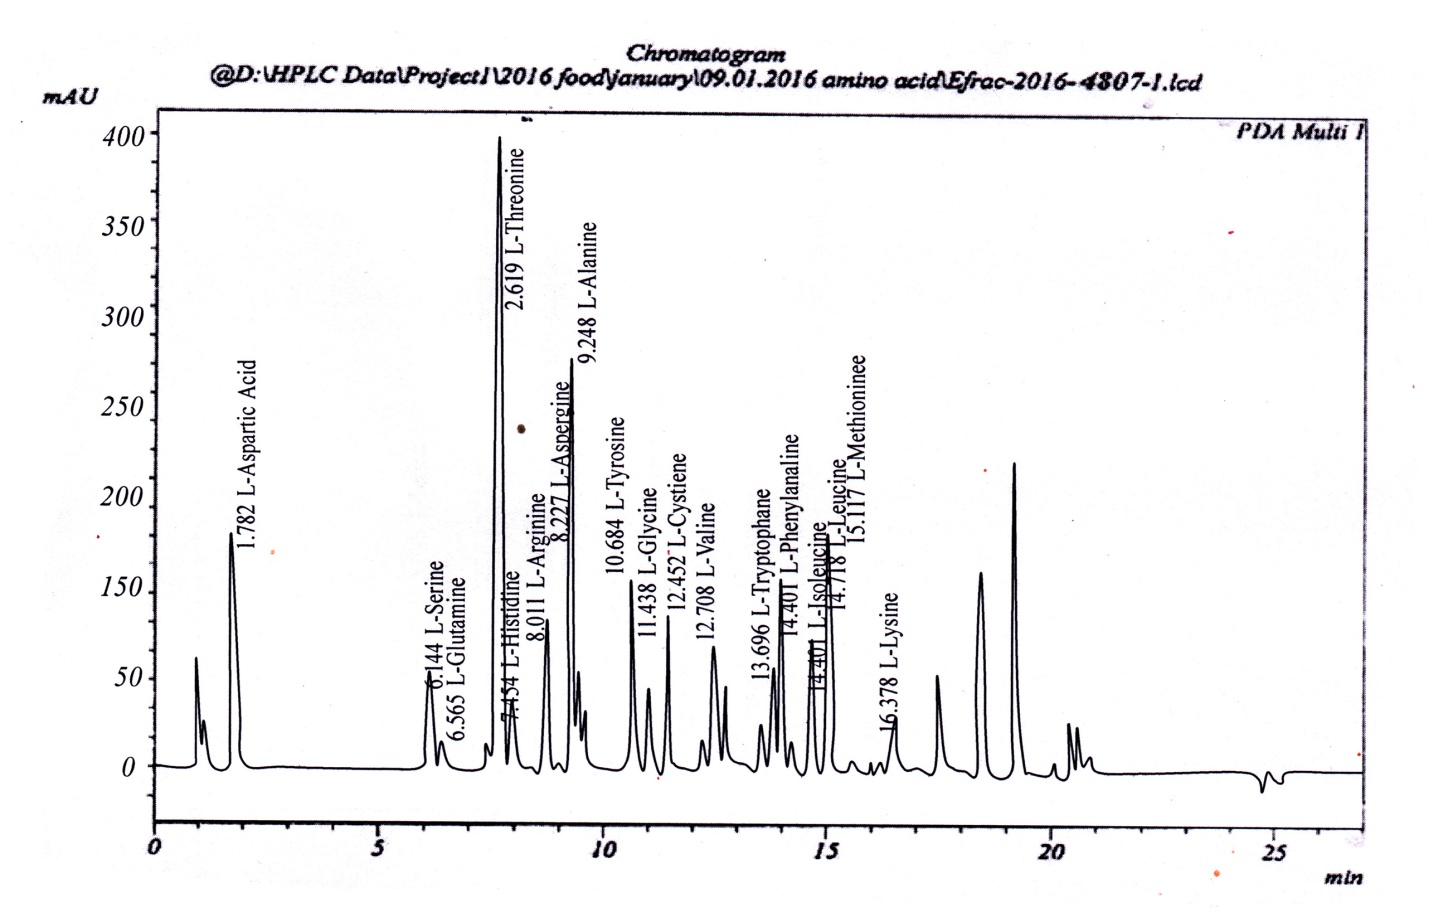 Chromatogram
@D:\HPLC Data\Project1\2016 food\january\09.01.2016 amino acid\Efrac-2016-4807-1.lcd
mAU
PDA Multi 1
400
350
300
250
200
150
50
0
1.782 L-Aspartic Acid
6.144 L-Serine
6.565 L-Glutamine
2.619 L-Threonine
7.454 L-Histidine
8.011 L-Arginine
8.227 L-Aspergine
9.248 L-Alanine
10.684 L-Tyrosine
11.438 L-Glycine
12.452 L-Cystiene
12.708 L-Valine
13.696 L-Tryptophane
14.401 L-Phenylanaline
14.401 L-Isoleucine
14.718 L-Leucine
15.117 L-Methioninee
16.378 L-Lysine
0 5 10 15 20 25
min